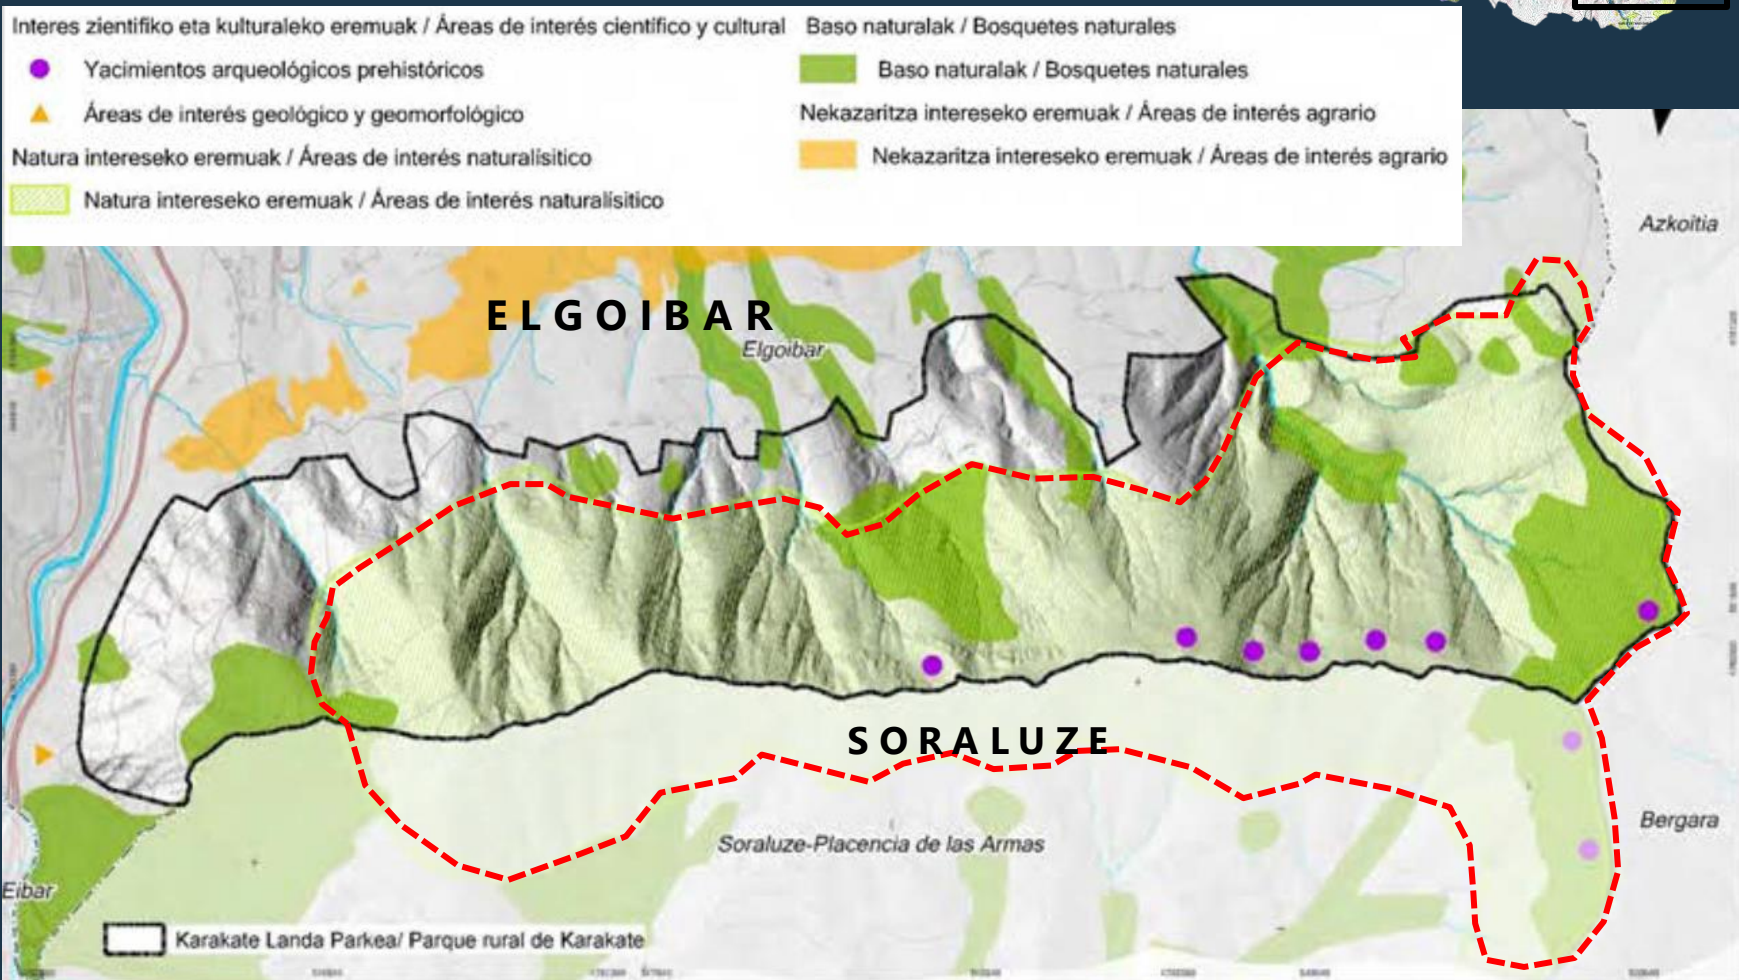 Interes zientifiko eta kulturaleko eremuak / Áreas de interés científico y cultural
Yacimientos arqueológicos prehistóricos
Áreas de interés geológico y geomorfológico
Natura intereseko eremuak / Áreas de interés naturalísitico
Natura intereseko eremuak / Áreas de interés naturalísitico
Baso naturalak / Bosquetes naturales
Baso naturalak / Bosquetes naturales
Nekazaritza intereseko eremuak / Áreas de interés agrario
Nekazaritza intereseko eremuak / Áreas de interés agrario
Azkoitia
ELGOIBAR
Elgoibar
SORALUZE
Soraluze-Placencia de las Armas
Bergara
Eibar
Karakate Landa Parkea/ Parque rural de Karakate